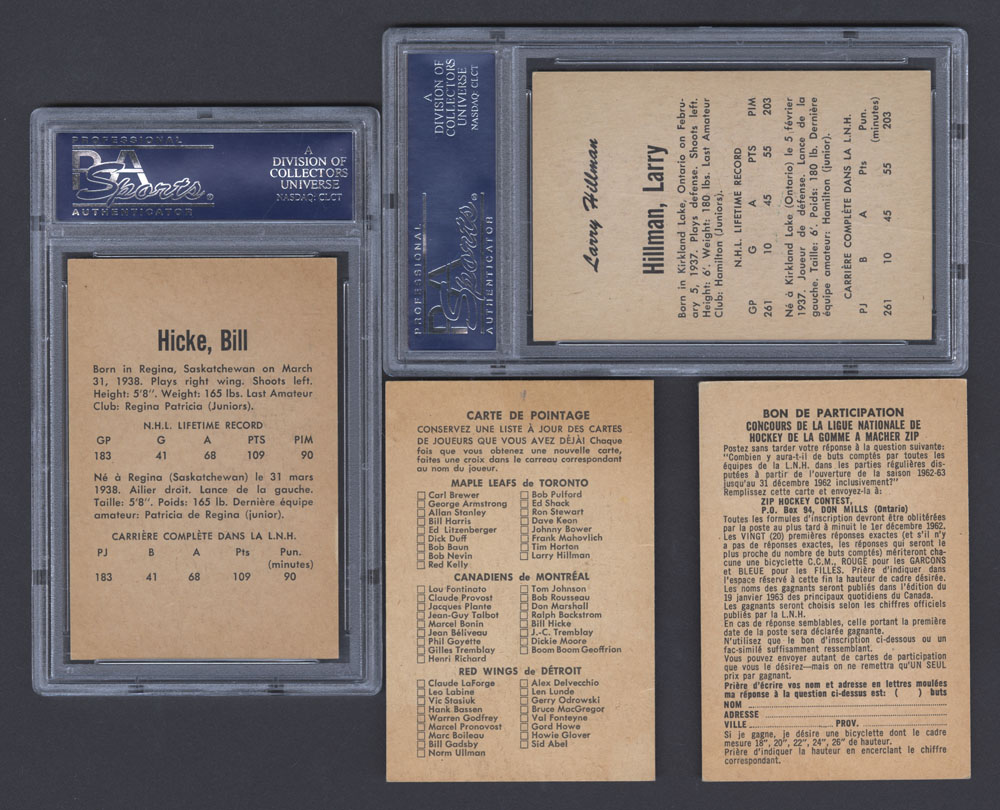 PROFESSIONAL
PSA
Sports®
AUTHENTICATOR
A
DIVISION OF
COLLECTORS
UNIVERSE
NASDAQ: CLCT
Hicke, Bill
Born in Regina, Saskatchewan on March
31, 1938. Plays right wing. Shoots left.
Height: 5'8". Weight: 165 lbs. Last Amateur
Club: Regina Patricia (Juniors).
N.H.L. LIFETIME RECORD
GP G A PTS PIM
183 41 68 109 90
Né à Regina (Saskatchewan) le 31 mars
1938. Ailier droit. Lance de la gauche.
Taille: 5'8". Poids: 165 lb. Dernière équipe
amateur: Patricia de Regina (junior).
CARRIÈRE COMPLÈTE DANS LA L.N.H.
PJ B A Pts Pun.
(minutes)
183 41 68 109 90
PROFESSIONAL
PSA
Sports®
AUTHENTICATOR
A
DIVISION OF
COLLECTORS
UNIVERSE
NASDAQ: CLCT
Larry Hillman
Hillman, Larry
Born in Kirkland Lake, Ontario on Febru-
ary 5, 1937. Plays defense. Shoots left.
Height: 6'. Weight: 180 lbs. Last Amateur
Club: Hamilton (Juniors).
N.H.L. LIFETIME RECORD
GP G A PTS PIM
261 10 45 55 203
Né à Kirkland Lake (Ontario) le 5 février
1937. Joueur de défense. Lance de la
gauche. Taille: 6'. Poids: 180 lb. Dernière
équipe amateur: Hamilton (junior).
CARRIÈRE COMPLÈTE DANS LA L.N.H.
PJ B A Pts Pun.
(minutes)
261 10 45 55 203
CARTE DE POINTAGE
CONSERVEZ UNE LISTE À JOUR DES CARTES
DE JOUEURS QUE VOUS AVEZ DÉJÀ! Chaque
fois que vous obtenez une nouvelle carte,
faites une croix dans le carreau correspondant
au nom du joueur.
MAPLE LEAFS de TORONTO
Carl Brewer
George Armstrong
Allan Stanley
Bill Harris
Ed Litzenberger
Dick Duff
Bob Baun
Bob Nevin
Red Kelly
Bob Pulford
Ed Shack
Ron Stewart
Dave Keon
Johnny Bower
Frank Mahovlich
Tim Horton
Larry Hillman
CANADIENS de MONTRÉAL
Lou Fontinato
Claude Provost
Jacques Plante
Jean-Guy Talbot
Marcel Bonin
Jean Béliveau
Phil Goyette
Gilles Tremblay
Henri Richard
Tom Johnson
Bob Rousseau
Don Marshall
Ralph Backstrom
Bill Hicke
J.-C. Tremblay
Dickie Moore
Boom Boom Geoffrion
RED WINGS de DÉTROIT
Claude LaForge
Leo Labine
Vic Stasiuk
Hank Bassen
Warren Godfrey
Marcel Pronovost
Marc Boileau
Bill Gadsby
Norm Ullman
Alex Delvecchio
Len Lunde
Gerry Odrowski
Bruce MacGregor
Val Fonteyne
Gord Howe
Howie Glover
Sid Abel
BON DE PARTICIPATION
CONCOURS DE LA LIGUE NATIONALE DE
HOCKEY DE LA GOMME A MACHER ZIP
Postez sans tarder votre réponse à la question suivante:
"Combien y aura-t-il de buts comptés par toutes les
équipes de la L.N.H. dans les parties régulières dis-
putées à partir de l'ouverture de la saison 1962-63
jusqu'au 31 décembre 1962 inclusivement?"
Remplissez cette carte et envoyez-la à:
ZIP HOCKEY CONTEST,
P.O. Box 94, DON MILLS (Ontario)
Toutes les formules d'inscription devront être oblitérées
par la poste au plus tard à minuit le 1er décembre 1962.
Les VINGT (20) premières réponses exactes (et s'il n'y
a pas de réponses exactes, les réponses qui seront le
plus proche du nombre de buts comptés) mériteront cha-
cune une bicyclette C.C.M., ROUGE pour les GARCONS
et BLEUE pour les FILLES. Prière d'indiquer dans
l'espace réservé à cette fin la hauteur de cadre désirée.
Les noms des gagnants seront publiés dans l'édition du
19 janvier 1963 des principaux quotidiens du Canada.
Les gagnants seront choisis selon les chiffres officiels
publiés par la L.N.H.
En cas de réponse semblables, celle portant la première
date de la poste sera déclarée gagnante.
N'utilisez que le bon d'inscription ci-dessous ou un
fac-similé suffisamment ressemblant.
Vous pouvez envoyer autant de cartes de participation
que vous le désirez—mais on ne remettra qu'UN SEUL
prix par gagnant.
Prière d'écrire vos nom et adresse en lettres moulées
ma réponse à la question ci-dessus est: ( ) buts
NOM
ADRESSE
VILLE PROV.
Si je gagne, je désire une bicyclette dont le cadre
mesure 18", 20", 22", 24", 26" de hauteur.
Prière d'indiquer la hauteur en encerclant le chiffre
correspondant.